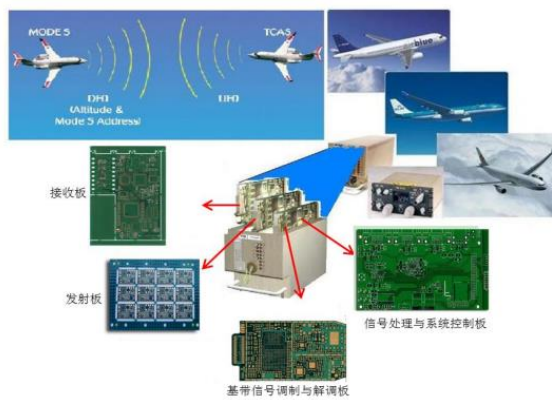 MODE S
TCAS
DF11
(Altitude &
Mode S Address)
UF11
blue
KLM
接收板
发射板
信号处理与系统控制板
基带信号调制与解调板